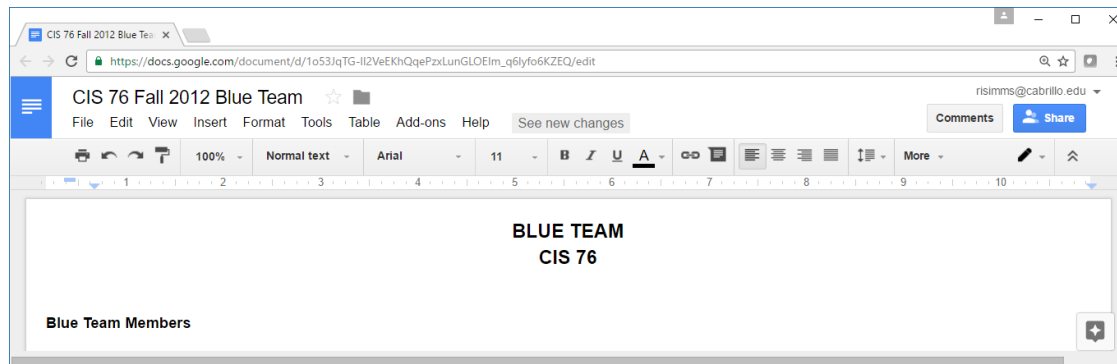 CIS 76 Fall 2012 Blue Tea
https://docs.google.com/document/d/1o53JqTG-II2VeEKhQqePzxLunGLOEIm_q6lyfo6KZEQ/edit
CIS 76 Fall 2012 Blue Team
risimms@cabrillo.edu
File Edit View Insert Format Tools Table Add-ons Help See new changes
Comments Share
100% Normal text Arial 11 B I U A More
1 2 3 4 5 6 7 8 9 10
BLUE TEAM
CIS 76
Blue Team Members